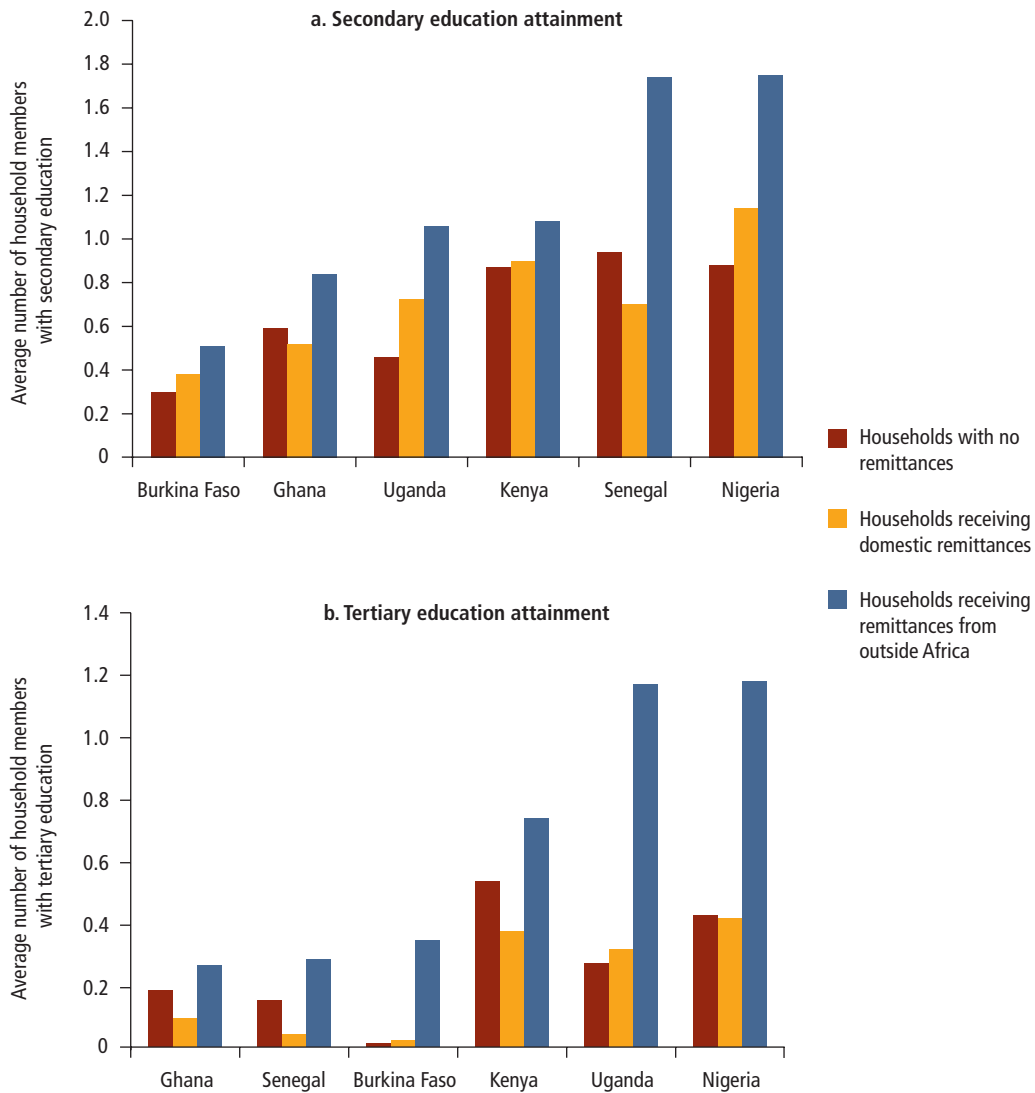 a. Secondary education attainment
Average number of household members
with secondary education
2.0
1.8
1.6
1.4
1.2
1.0
0.8
0.6
0.4
0.2
0
Burkina Faso Ghana Uganda Kenya Senegal Nigeria
Households with no
remittances
Households receiving
domestic remittances
Households receiving
remittances from
outside Africa
b. Tertiary education attainment
Average number of household members
with tertiary education
1.4
1.2
1.0
0.8
0.6
0.4
0.2
0
Ghana Senegal Burkina Faso Kenya Uganda Nigeria